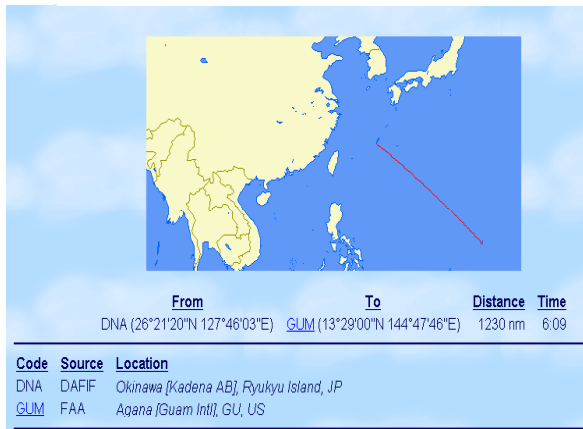 From To Distance Time
DNA (26°21'20"N 127°46'03"E) GUM (13°29'00"N 144°47'46"E) 1230 nm 6:09
Code Source Location
DNA DAFIF Okinawa [Kadena AB], Ryukyu Island, JP
GUM FAA Agana [Guam Intl], GU, US